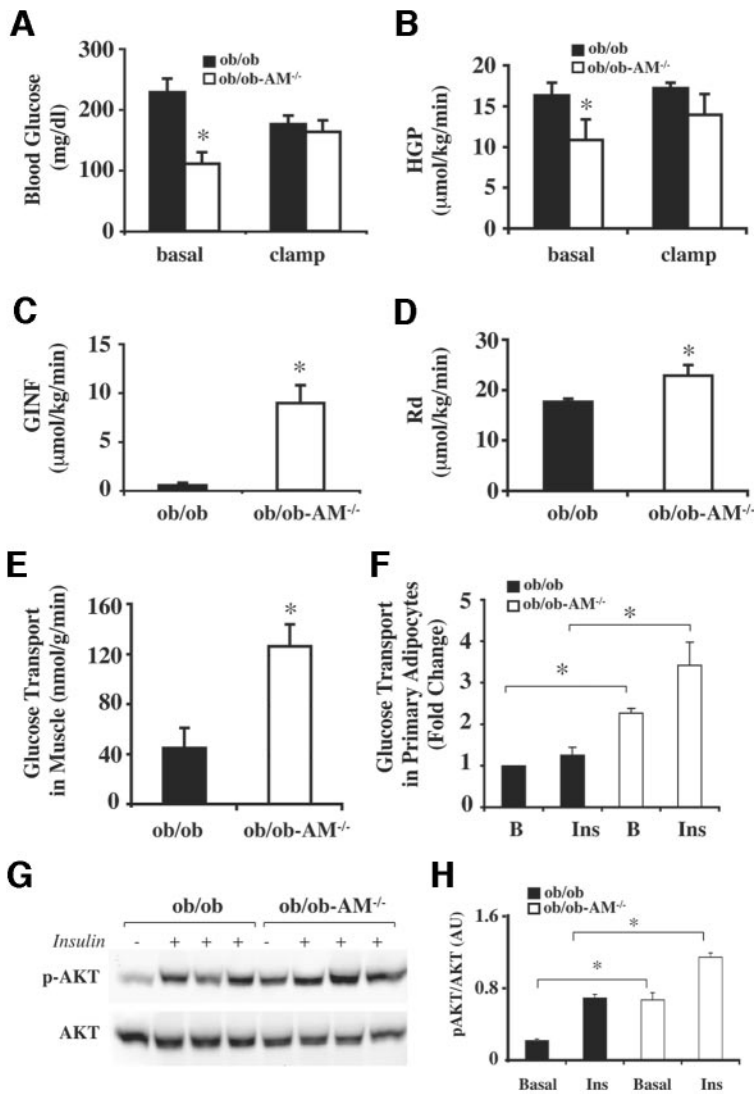 A
ob/ob
ob/ob-AM-/-
Blood Glucose
(mg/dl)
300
200
100
0
*
basal
clamp
B
ob/ob
ob/ob-AM-/-
HGP
(µmol/kg/min)
20
15
10
5
0
*
basal
clamp
C
GINF
(µmol/kg/min)
15
10
5
0
*
ob/ob
ob/ob-AM-/-
D
Rd
(µmol/kg/min)
30
20
10
0
*
ob/ob
ob/ob-AM-/-
E
Glucose Transport
in Muscle (nmol/g/min)
160
120
80
40
0
*
ob/ob
ob/ob-AM-/-
F
ob/ob
ob/ob-AM-/-
Glucose Transport
in Primary Adipocytes
(Fold Change)
5
4
3
2
1
0
*
*
B Ins B Ins
G
ob/ob ob/ob-AM-/-
Insulin - + + + - + + +
p-AKT
AKT
H
ob/ob
ob/ob-AM-/-
pAKT/AKT (AU)
1.6
0.8
0
*
*
Basal Ins Basal Ins